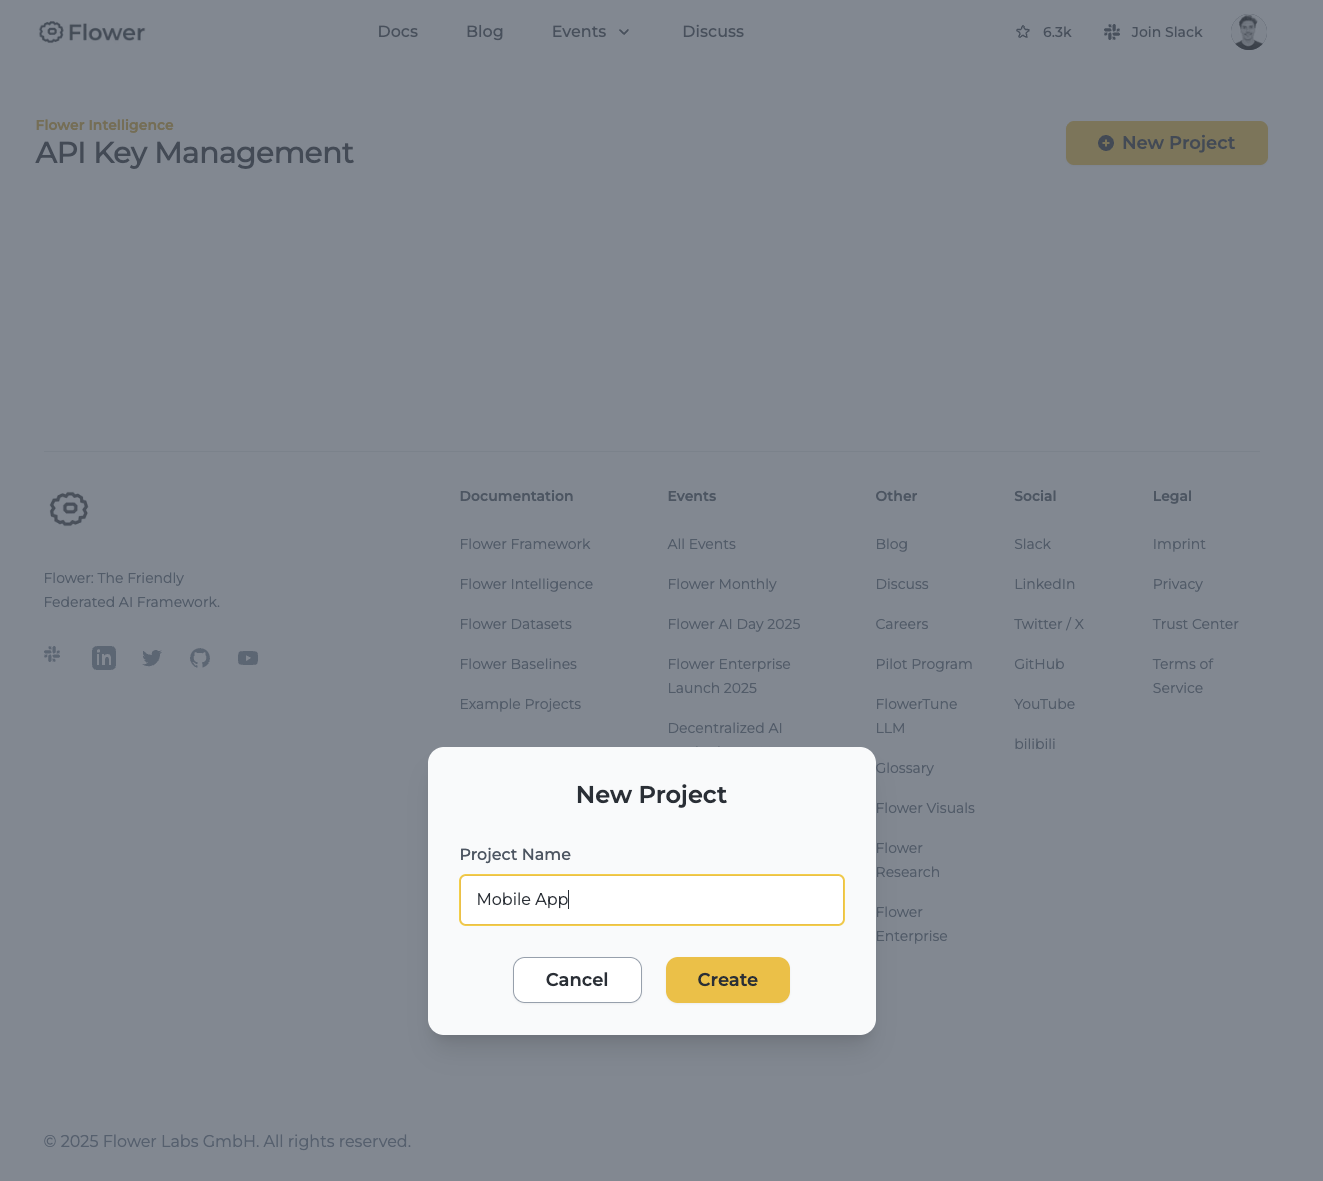 Flower
Docs
Blog
Events
Discuss
6.3k
Join Slack
Flower Intelligence
API Key Management
New Project
Flower: The Friendly
Federated AI Framework.
Documentation
Flower Framework
Flower Intelligence
Flower Datasets
Flower Baselines
Example Projects
Events
All Events
Flower Monthly
Flower AI Day 2025
Flower Enterprise
Launch 2025
Decentralized AI
Other
Blog
Discuss
Careers
Pilot Program
FlowerTune
LLM
Glossary
Flower Visuals
Flower
Research
Flower
Enterprise
Social
Slack
LinkedIn
Twitter / X
GitHub
YouTube
bilibili
Legal
Imprint
Privacy
Trust Center
Terms of
Service
New Project
Project Name
Mobile App
Cancel
Create
© 2025 Flower Labs GmbH. All rights reserved.